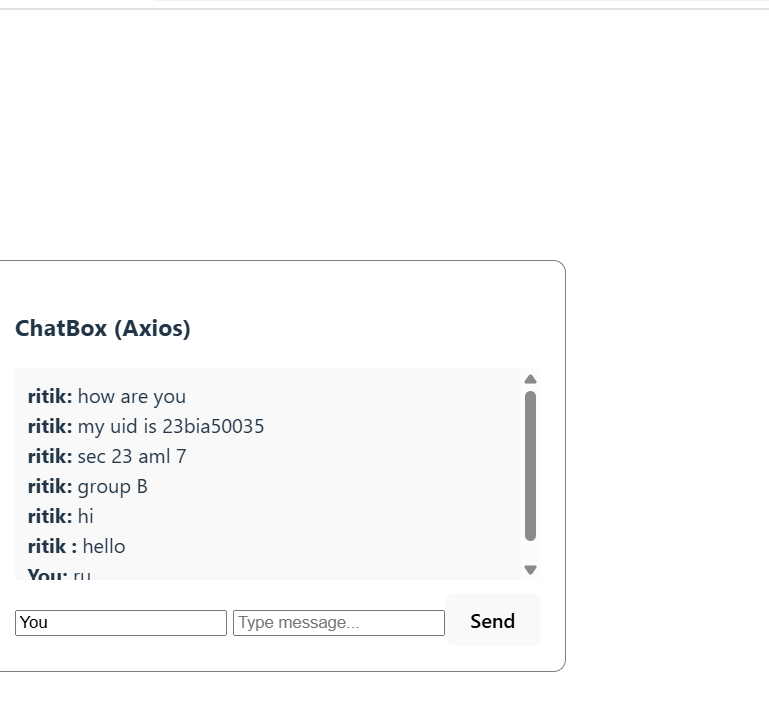 ChatBox (Axios)
ritik: how are you
ritik: my uid is 23bia50035
ritik: sec 23 aml 7
ritik: group B
ritik: hi
ritik : hello
You: ru
You
Type message...
Send